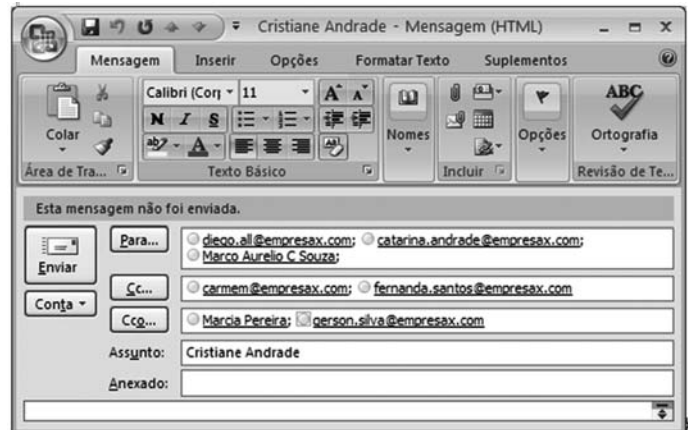 Cristiane Andrade - Mensagem (HTML)
Mensagem Inserir Opções Formatar Texto Suplementos
Calibri (Corp 11 A A ABC
Colar N I S Nomes Opções Ortografia
ab A Aa
Área de Tra... Texto Básico Incluir Revisão de Te...
Esta mensagem não foi enviada.
Para... diego.all@empresax.com; catarina.andrade@empresax.com;
Marco Aurelio C Souza;
Enviar
Cc... carmem@empresax.com; fernanda.santos@empresax.com
Conta
Cco... Marcia Pereira; gerson.silva@empresax.com
Assunto: Cristiane Andrade
Anexado: